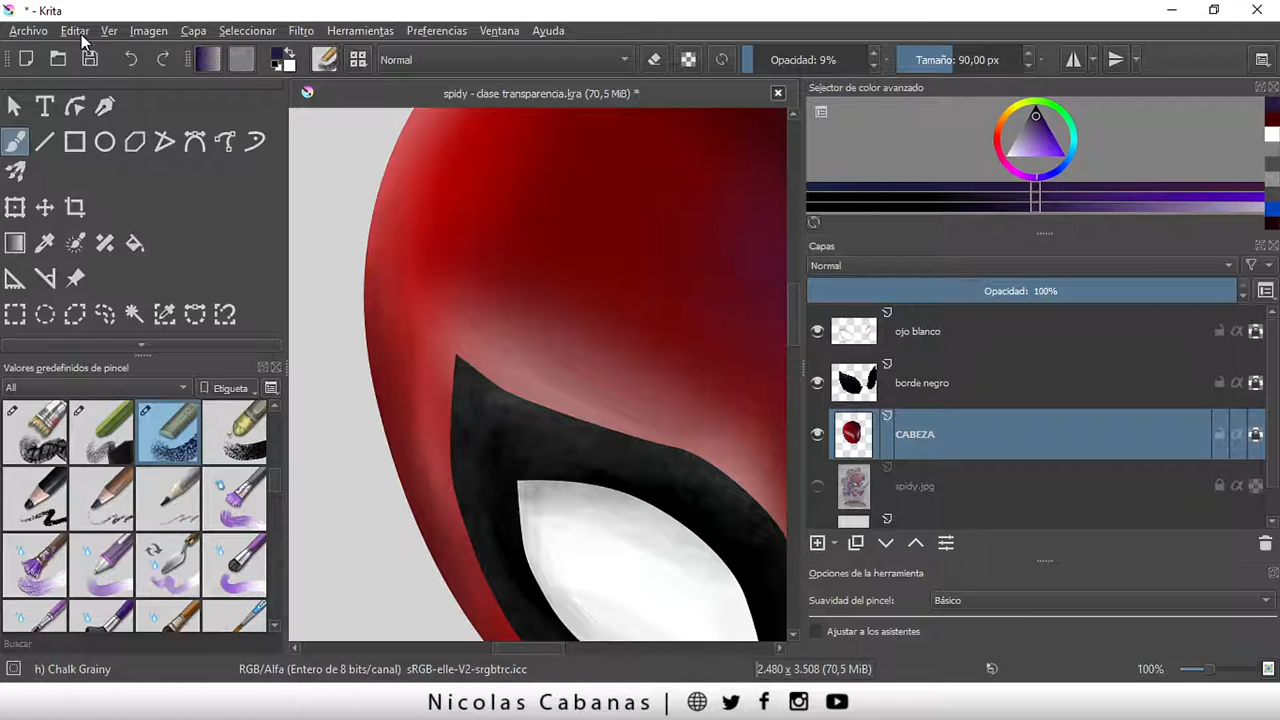 * - Krita
Archivo Editar Ver Imagen Capa Seleccionar Filtro Herramientas Preferencias Ventana Ayuda
Normal
Opacidad: 9%
Tamaño: 90,00 px
spidy - clase transparencia.kra (70,5 MiB) *
Selector de color avanzado
Capas
Normal
Opacidad: 100%
ojo blanco
borde negro
CABEZA
spidy.jpg
Valores predefinidos de pincel
All
Etiqueta
Opciones de la herramienta
Suavidad del pincel: Básico
Ajustar a los asistentes
Buscar
h) Chalk Grainy
RGB/Alfa (Entero de 8 bits/canal) sRGB-elle-V2-srgbtrc.icc
2.480 x 3.508 (70,5 MiB)
100%
Nicolas Cabanas |